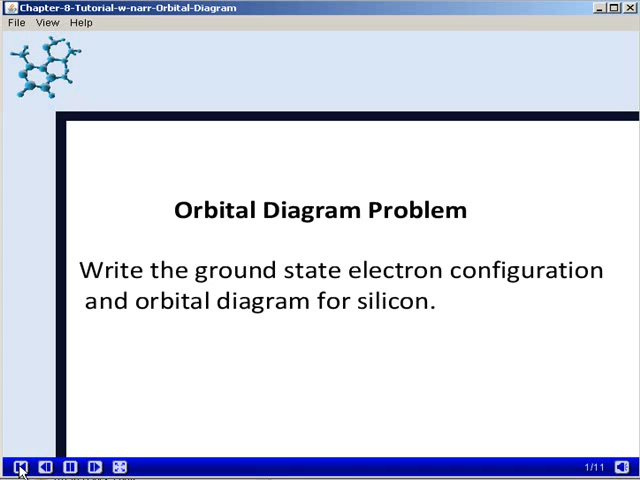 Chapter-8-Tutorial-w-narr-Orbital-Diagram
File View Help
Orbital Diagram Problem
Write the ground state electron configuration
and orbital diagram for silicon.
1/11